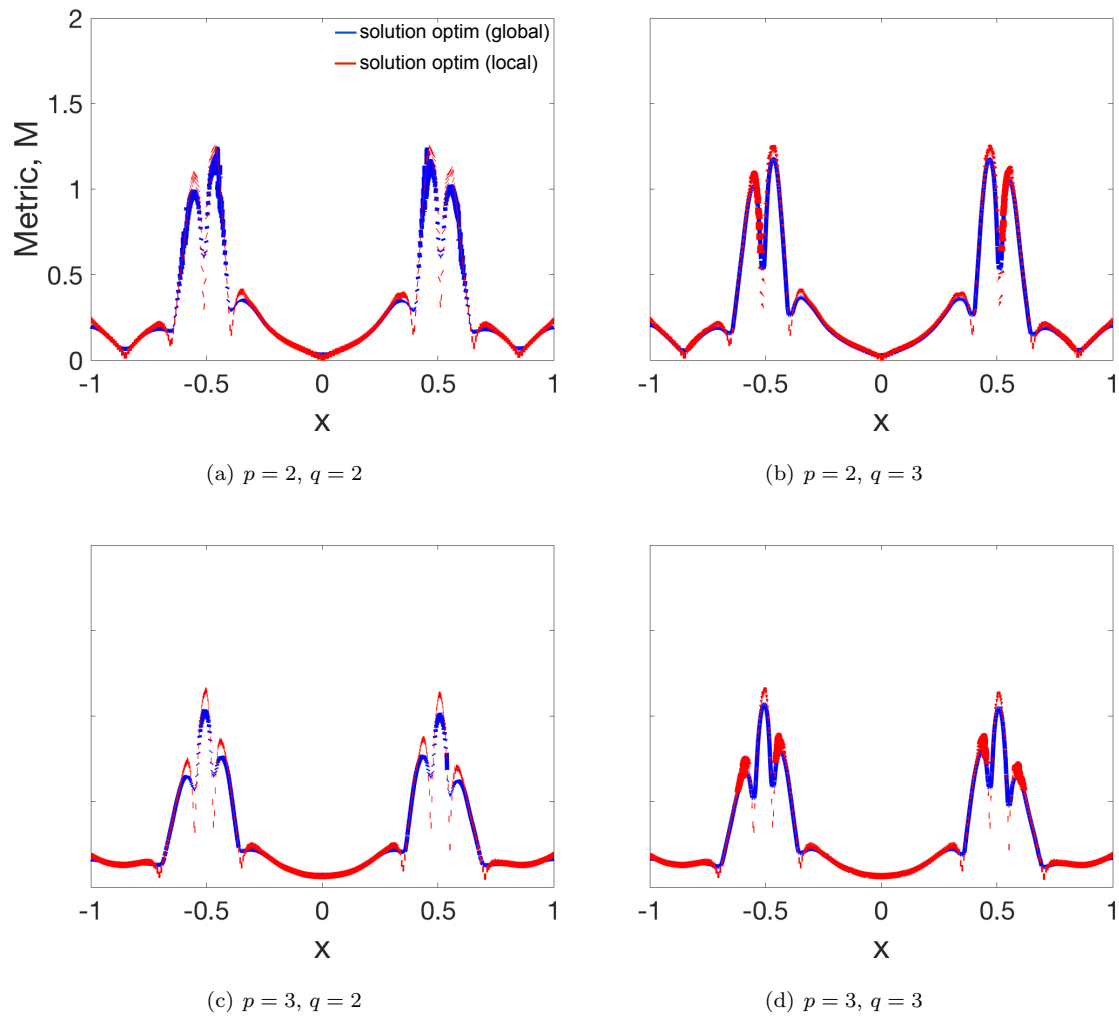 2
solution optim (global)
solution optim (local)
1.5
Metric, M
1
0.5
0
-1 -0.5 0 0.5 1
x
(a) p = 2, q = 2
-1 -0.5 0 0.5 1
x
(b) p = 2, q = 3
-1 -0.5 0 0.5 1
x
(c) p = 3, q = 2
-1 -0.5 0 0.5 1
x
(d) p = 3, q = 3